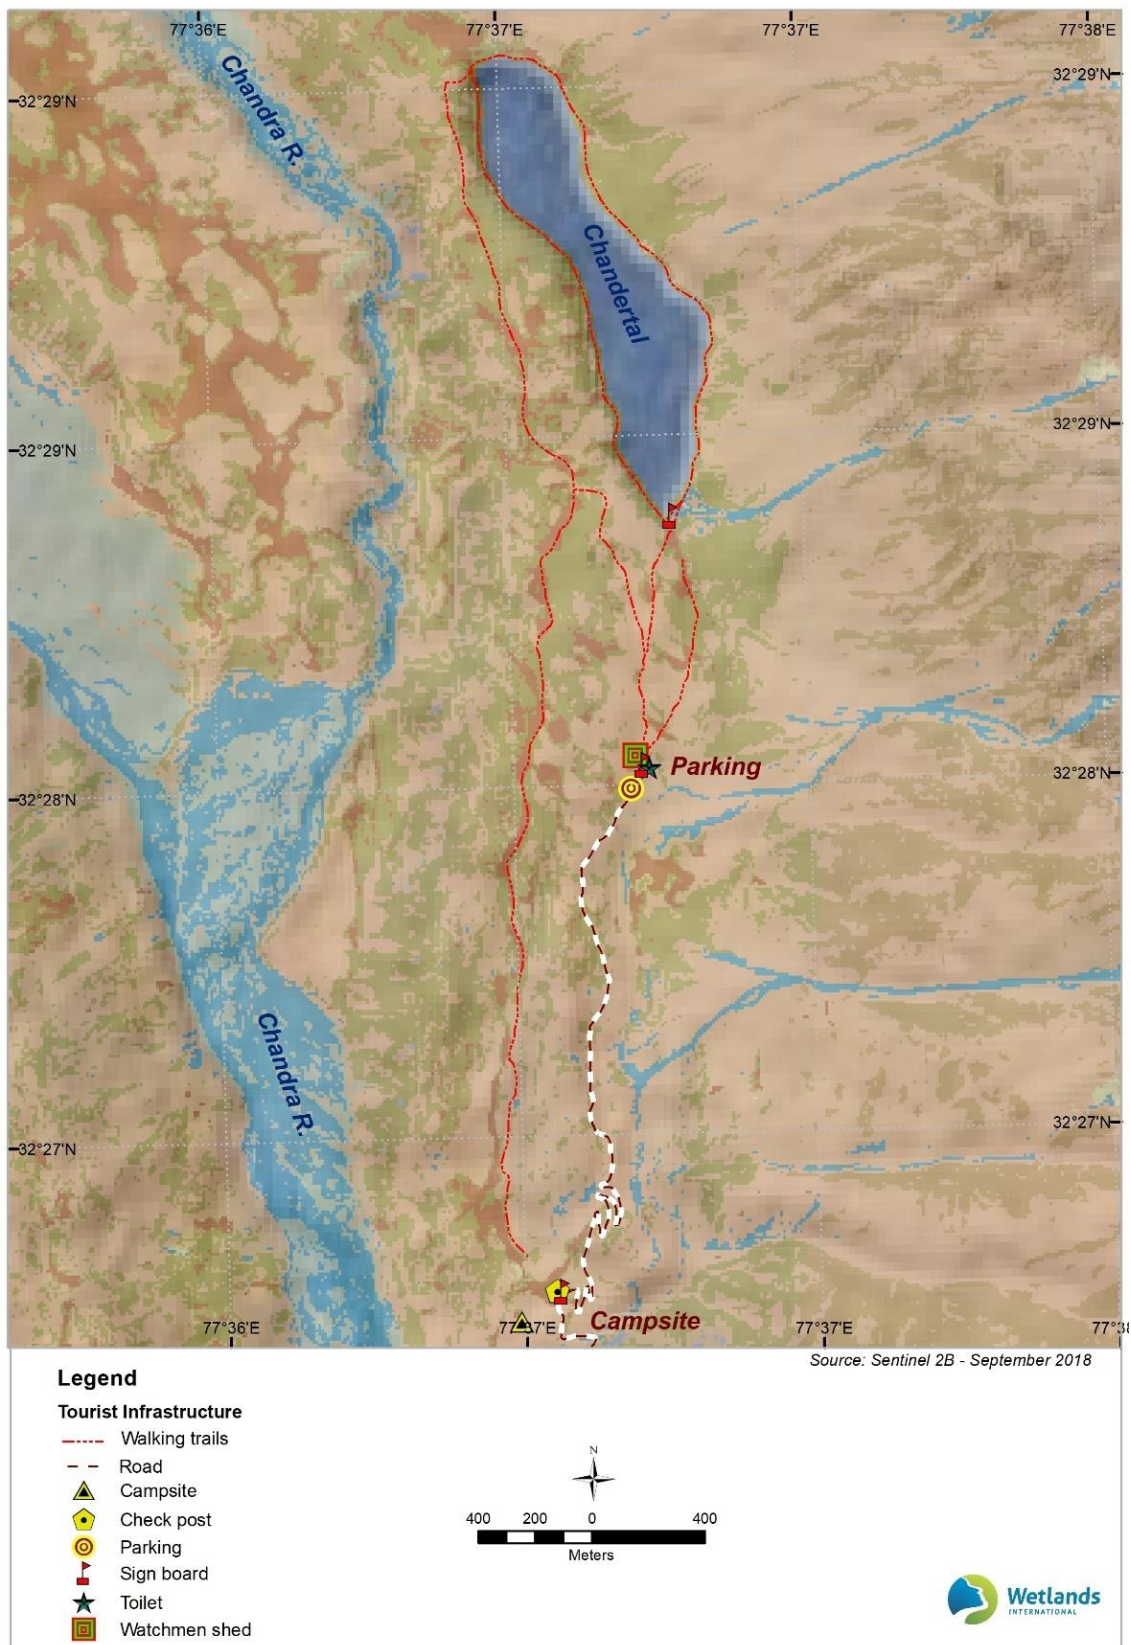 77°36'E 77°37'E 77°37'E 77°38'E
Chandra R.
32°29'N 32°29'N
Chandertal
32°29'N 32°29'N
Parking
32°28'N 32°28'N
Chandra R.
32°27'N 32°27'N
Campsite
77°36'E 77°37'E 77°37'E 77°38
Source: Sentinel 2B - September 2018
Legend
Tourist Infrastructure
Walking trails
Road
Campsite
Check post
Parking
Sign board
Toilet
Watchmen shed
N
400 200 0 400
Meters
Wetlands
INTERNATIONAL